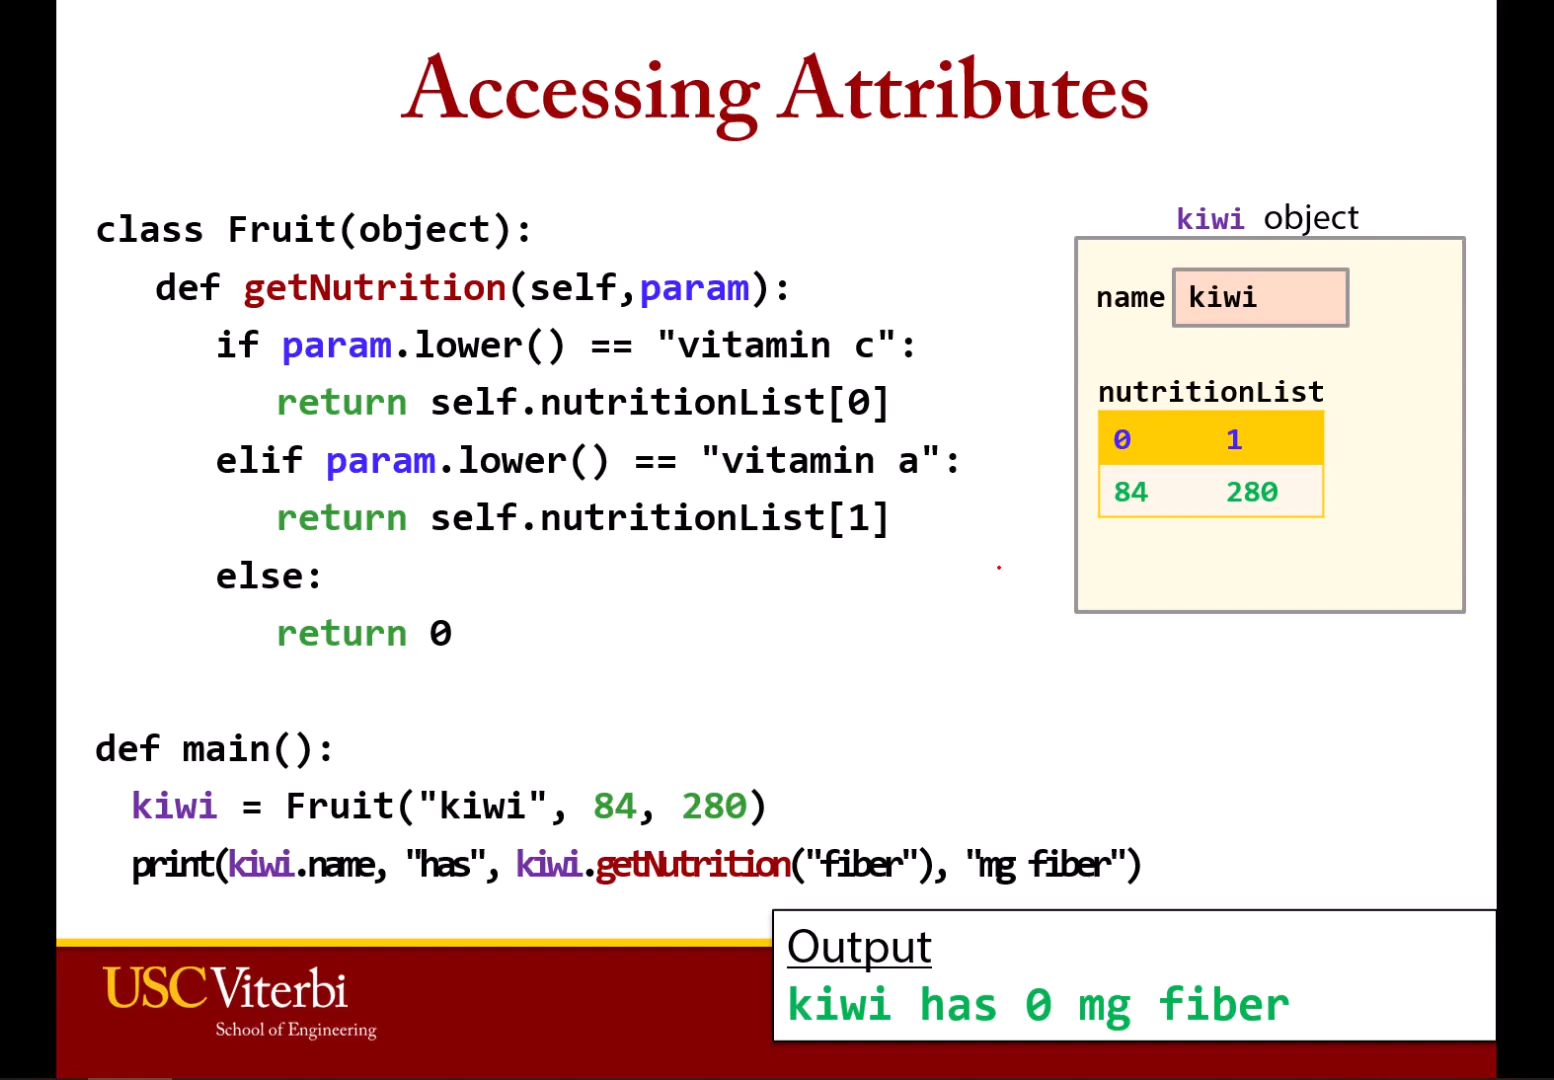 Accessing Attributes
class Fruit(object):
def getNutrition(self,param):
if param.lower() == "vitamin c":
return self.nutritionList[0]
elif param.lower() == "vitamin a":
return self.nutritionList[1]
else:
return 0
def main():
kiwi = Fruit("kiwi", 84, 280)
print(kiwi.name, "has", kiwi.getNutrition("fiber"), "mg fiber")
kiwi object
name kiwi
nutritionList
0 1
84 280
Output
kiwi has 0 mg fiber
USC Viterbi
School of Engineering